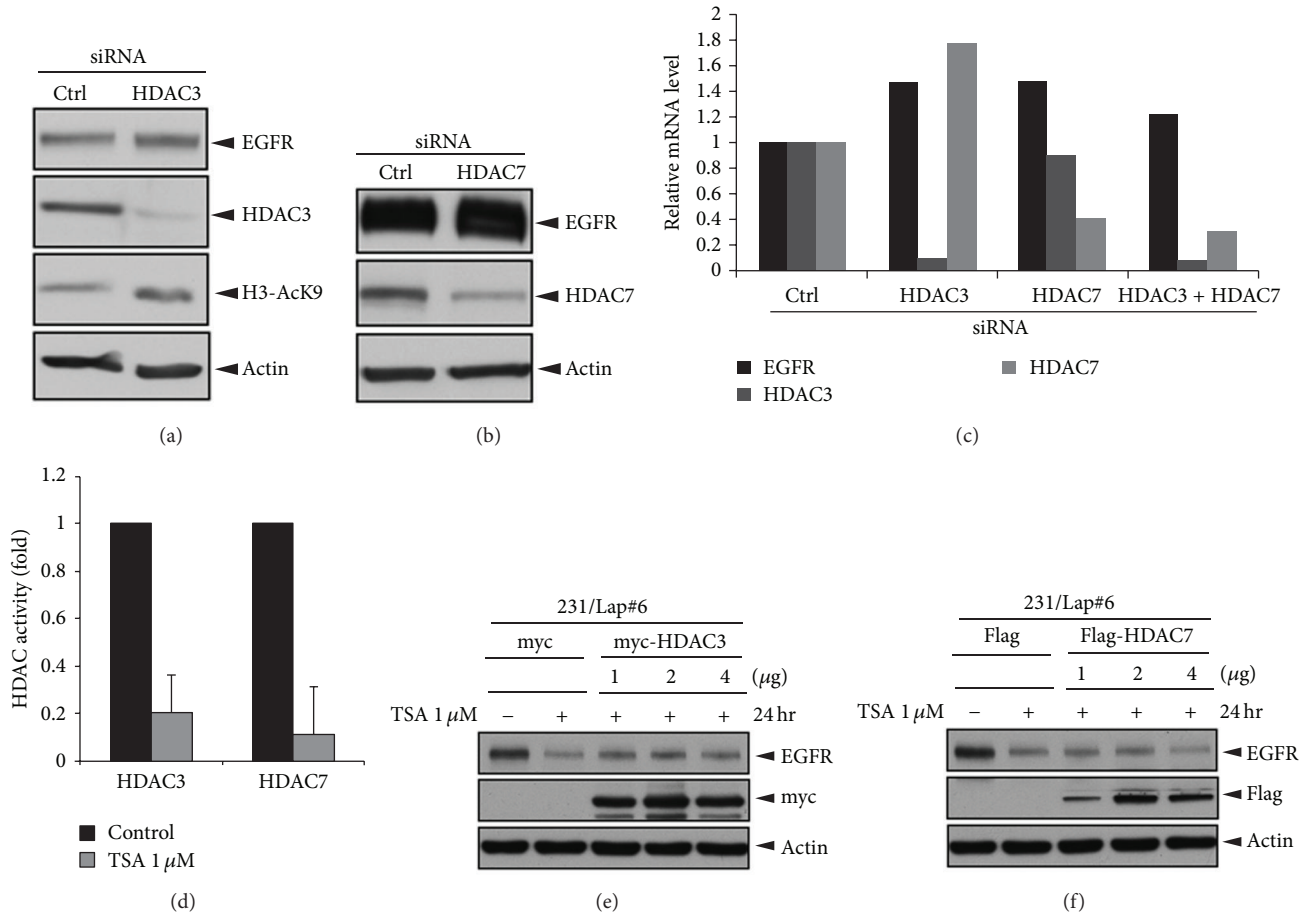 siRNA
Ctrl HDAC3
EGFR
HDAC3
H3-AcK9
Actin
(a)
siRNA
Ctrl HDAC7
EGFR
HDAC7
Actin
(b)
Relative mRNA level
2
1.8
1.6
1.4
1.2
1
0.8
0.6
0.4
0.2
0
Ctrl HDAC3 HDAC7 HDAC3 + HDAC7
siRNA
EGFR
HDAC3
HDAC7
(c)
HDAC activity (fold)
1.2
1
0.8
0.6
0.4
0.2
0
HDAC3 HDAC7
Control
TSA 1 μM
(d)
231/Lap#6
myc myc-HDAC3
1 2 4 (μg)
TSA 1 μM − + + + + 24 hr
EGFR
myc
Actin
(e)
231/Lap#6
Flag Flag-HDAC7
1 2 4 (μg)
TSA 1 μM − + + + + 24 hr
EGFR
Flag
Actin
(f)